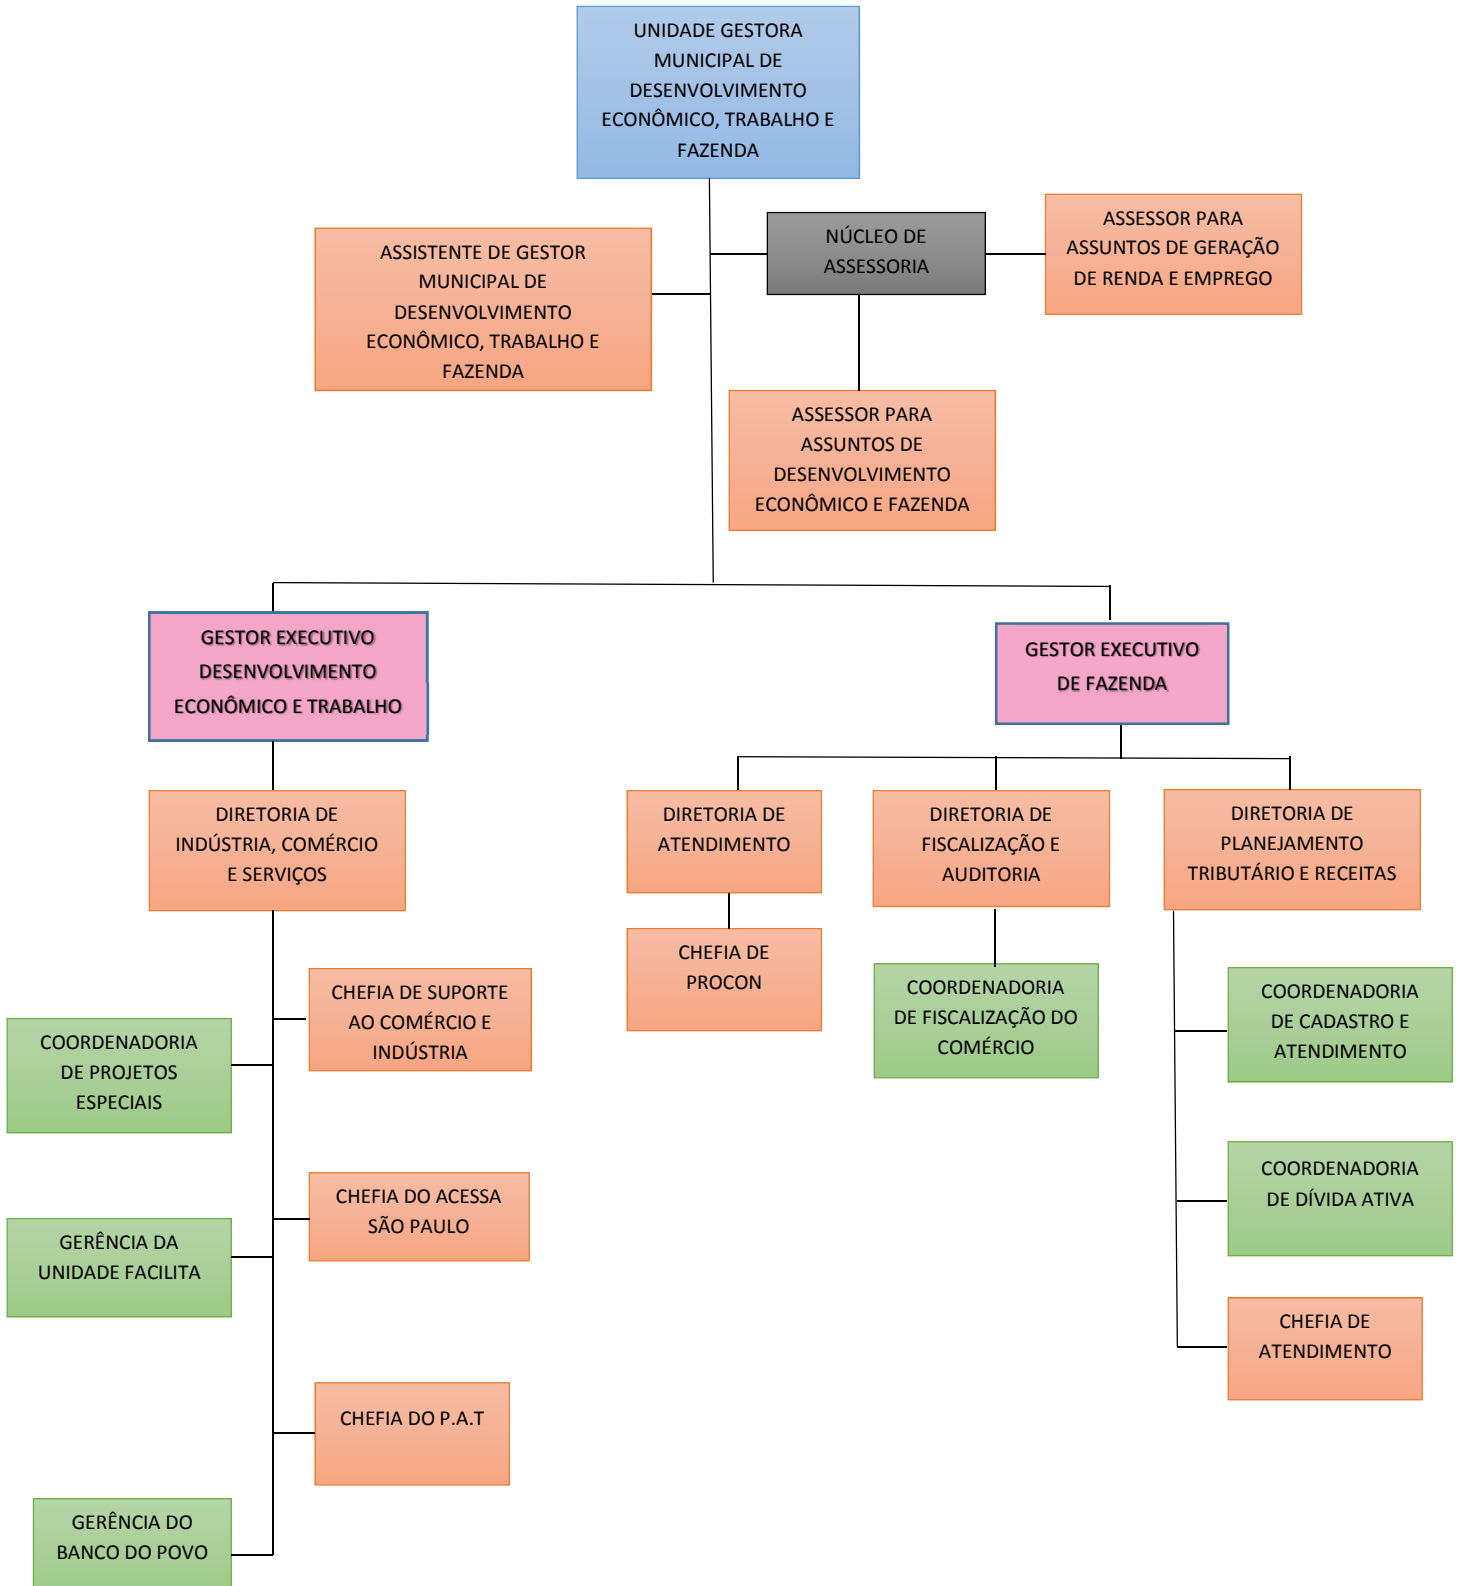 UNIDADE GESTORA
MUNICIPAL DE
DESENVOLVIMENTO
ECONÔMICO, TRABALHO E
FAZENDA
ASSISTENTE DE GESTOR
MUNICIPAL DE
DESENVOLVIMENTO
ECONÔMICO, TRABALHO E
FAZENDA
NÚCLEO DE
ASSESSORIA
ASSESSOR PARA
ASSUNTOS DE GERAÇÃO
DE RENDA E EMPREGO
ASSESSOR PARA
ASSUNTOS DE
DESENVOLVIMENTO
ECONÔMICO E FAZENDA
GESTOR EXECUTIVO
DESENVOLVIMENTO
ECONÔMICO E TRABALHO
GESTOR EXECUTIVO
DE FAZENDA
DIRETORIA DE
INDÚSTRIA, COMÉRCIO
E SERVIÇOS
DIRETORIA DE
ATENDIMENTO
DIRETORIA DE
FISCALIZAÇÃO E
AUDITORIA
DIRETORIA DE
PLANEJAMENTO
TRIBUTÁRIO E RECEITAS
CHEFIA DE SUPORTE
AO COMÉRCIO E
INDÚSTRIA
COORDENADORIA
DE PROJETOS
ESPECIAIS
CHEFIA DO ACESSA
SÃO PAULO
GERÊNCIA DA
UNIDADE FACILITA
CHEFIA DO P.A.T
GERÊNCIA DO
BANCO DO POVO
CHEFIA DE
PROCON
COORDENADORIA
DE FISCALIZAÇÃO DO
COMÉRCIO
COORDENADORIA
DE CADASTRO E
ATENDIMENTO
COORDENADORIA
DE DÍVIDA ATIVA
CHEFIA DE
ATENDIMENTO